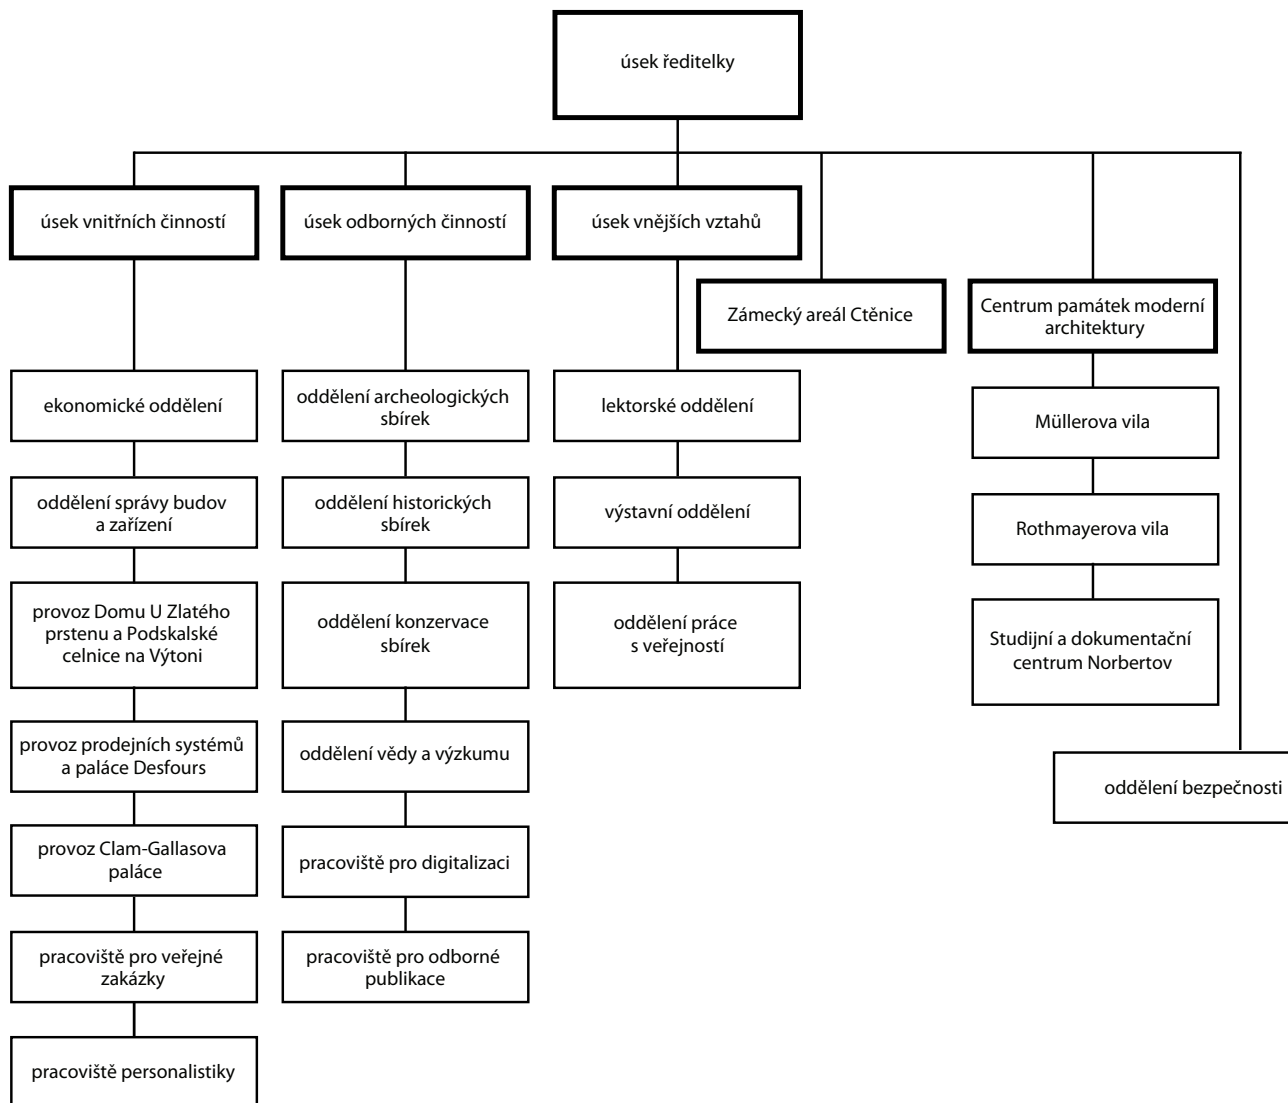 úsek ředitelky
úsek vnitřních činností
úsek odborných činností
úsek vnějších vztahů
Zámecký areál Ctěnice
Centrum památek moderní
architektury
ekonomické oddělení
oddělení správy budov
a zařízení
provoz Domu U Zlatého
prstenu a Podskalské
celnice na Výtoni
provoz prodejních systémů
a paláce Desfours
provoz Clam-Gallasova
paláce
pracoviště pro veřejné
zakázky
pracoviště personalistiky
oddělení archeologických
sbírek
oddělení historických
sbírek
oddělení konzervace
sbírek
oddělení vědy a výzkumu
pracoviště pro digitalizaci
pracoviště pro odborné
publikace
lektorské oddělení
výstavní oddělení
oddělení práce
s veřejností
Müllerova vila
Rothmayerova vila
Studijní a dokumentační
centrum Norbertov
oddělení bezpečnosti